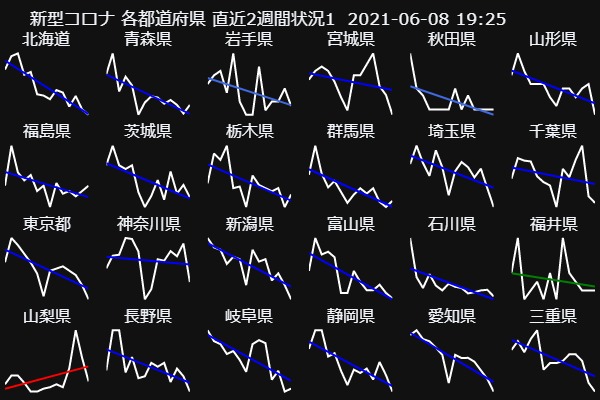 新型コロナ 各都道府県 直近2週間状況1 2021-06-08 19:25
北海道 青森県 岩手県 宮城県 秋田県 山形県
福島県 茨城県 栃木県 群馬県 埼玉県 千葉県
東京都 神奈川県 新潟県 富山県 石川県 福井県
山梨県 長野県 岐阜県 静岡県 愛知県 三重県